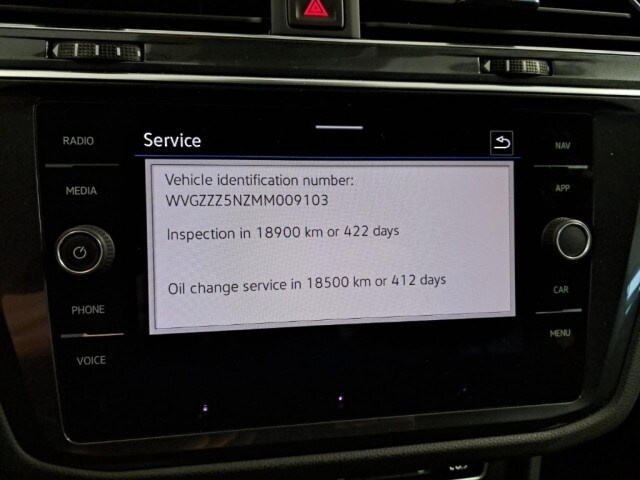 RADIO
Service
NAV
Vehicle identification number:
MEDIA
WVGZZZ5NZMM009103
APP
Inspection in 18900 km or 422 days
Oil change service in 18500 km or 412 days
CAR
PHONE
MENU
VOICE